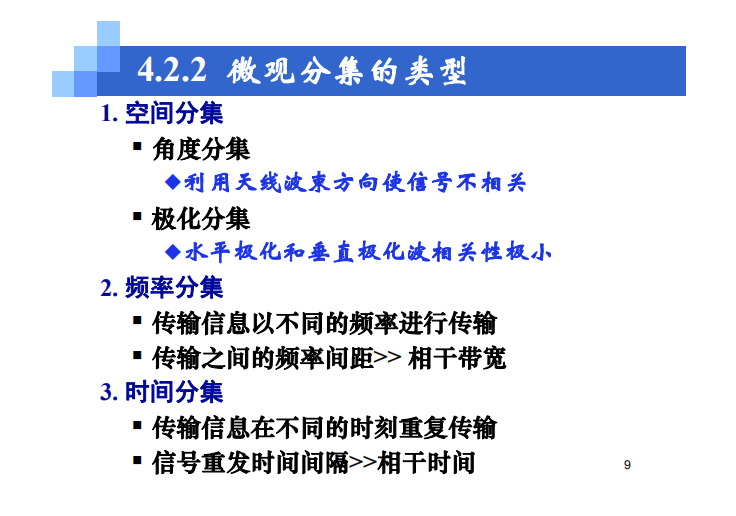 4.2.2 微观分集的类型
1. 空间分集
▪ 角度分集
◆利用天线波束方向使信号不相关
▪ 极化分集
◆水平极化和垂直极化波相关性极小
2. 频率分集
▪ 传输信息以不同的频率进行传输
▪ 传输之间的频率间距>> 相干带宽
3. 时间分集
▪ 传输信息在不同的时刻重复传输
▪ 信号重发时间间隔>>相干时间
9